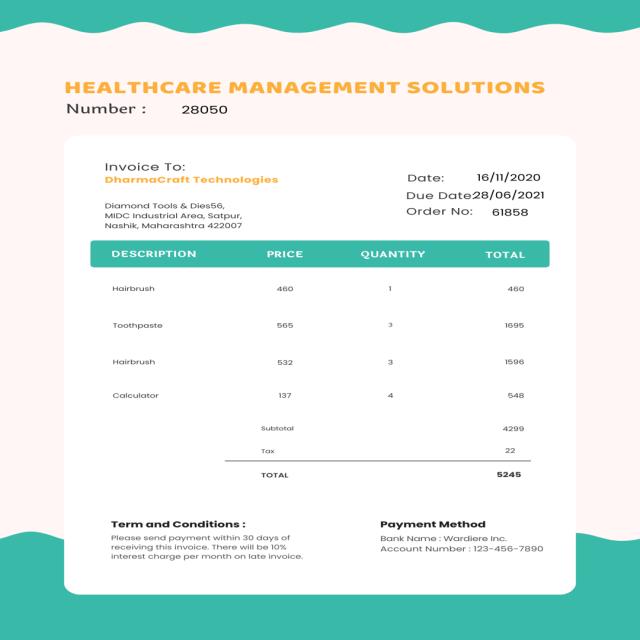 HEALTHCARE MANAGEMENT SOLUTIONS
Number : 28050
Invoice To:
DharmaCraft Technologies
Diamond Tools & Dies56,
MIDC Industrial Area, Satpur,
Nashik, Maharashtra 422007
Date: 16/11/2020
Due Date: 28/06/2021
Order No: 61858
DESCRIPTION PRICE QUANTITY TOTAL
Hairbrush 460 1 460
Toothpaste 565 3 1695
Hairbrush 532 3 1596
Calculator 137 4 548
Subtotal 4299
Tax 22
TOTAL 5245
Term and Conditions :
Please send payment within 30 days of
receiving this invoice. There will be 10%
interest charge per month on late invoice.
Payment Method
Bank Name : Wardiere Inc.
Account Number : 123-456-7890